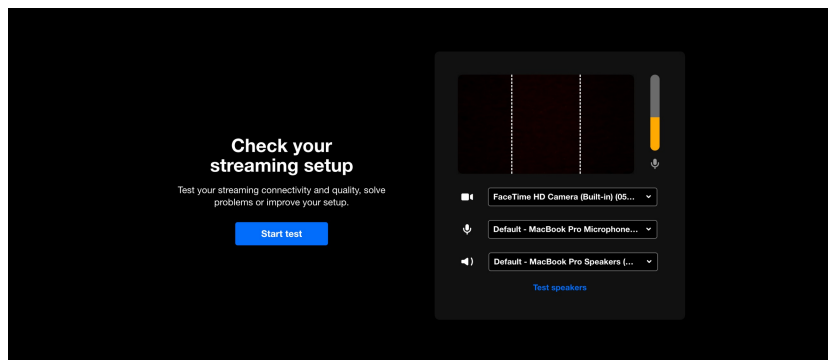 Check your
streaming setup
Test your streaming connectivity and quality, solve
problems or improve your setup.
Start test
FaceTime HD Camera (Built-in) (05...
Default - MacBook Pro Microphone...
Default - MacBook Pro Speakers (...
Test speakers